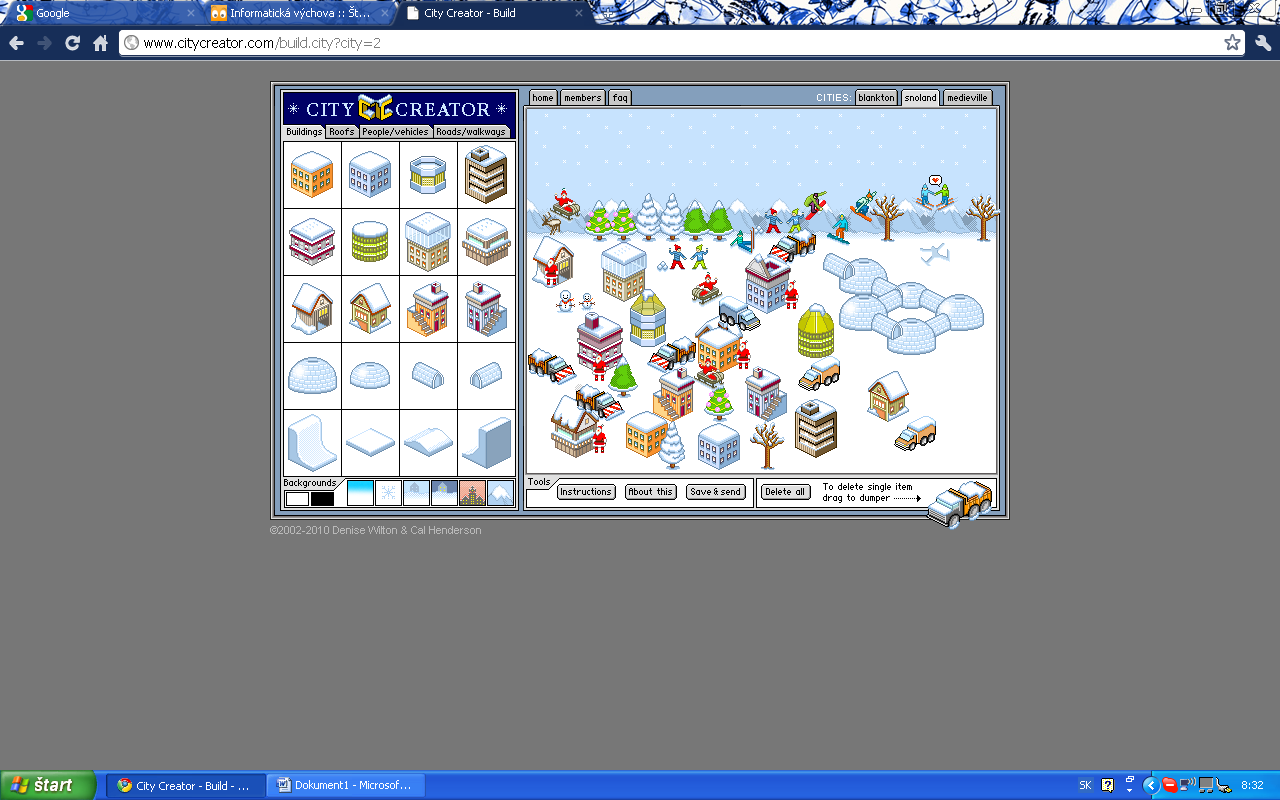 Google
Informatická výchova :: Št...
City Creator - Build
www.citycreator.com/build.city?city=2
CITY CREATOR
home members faq
CITIES: blankton snoland medieville
Buildings Roofs People/vehicles Roads/walkways
Backgrounds
Tools
Instructions About this Save & send
Delete all
To delete single item
drag to dumper
©2002-2010 Denise Wilton & Cal Henderson
štart
City Creator - Build - ...
Dokument1 - Microsof...
SK
8:32